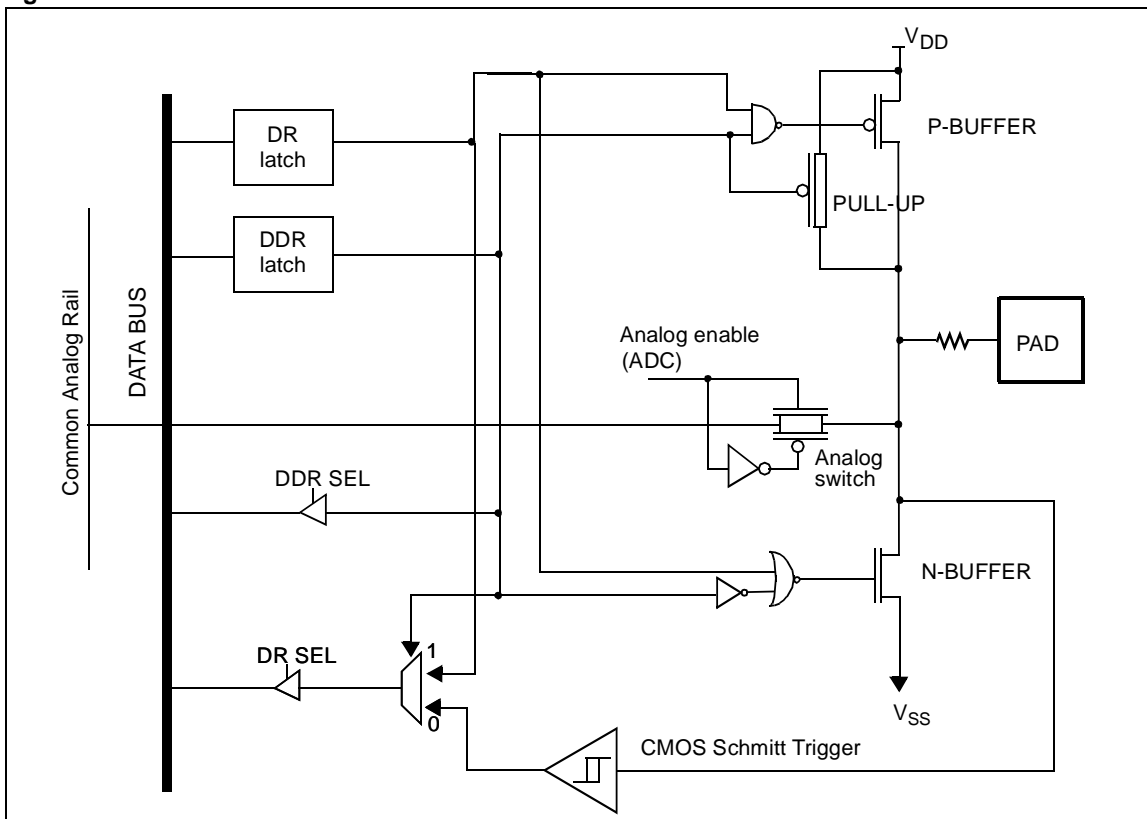 VDD
DR
latch
P-BUFFER
PULL-UP
DDR
latch
Common Analog Rail
DATA BUS
Analog enable
(ADC)
PAD
Analog
switch
DDR SEL
N-BUFFER
DR SEL
1
0
VSS
CMOS Schmitt Trigger